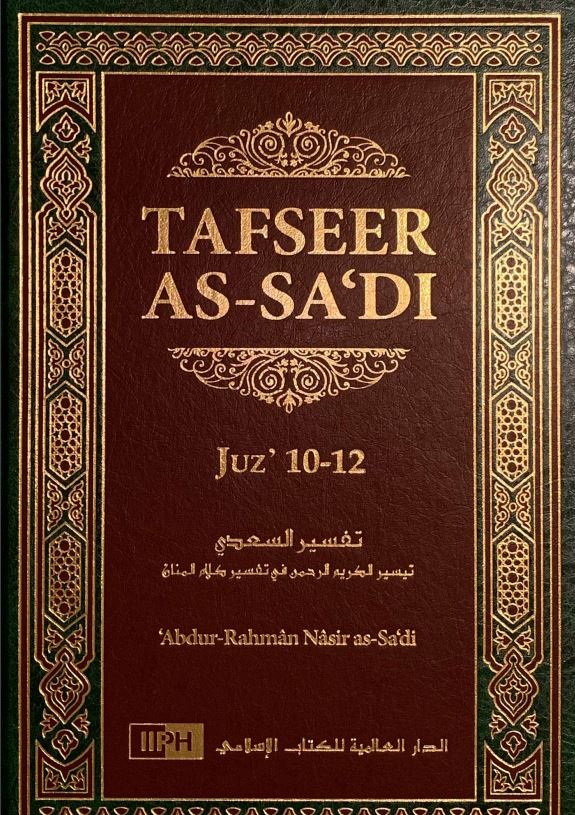 TAFSEER
AS-SA‘DI
Juz’ 10-12
تفسير السعدي
تيسير الكريم الرحمن في تفسير كلام المنان
‘Abdur-Rahmân Nâsir as-Sa‘di
IIPH الدار العالمية للكتاب الإسلامي